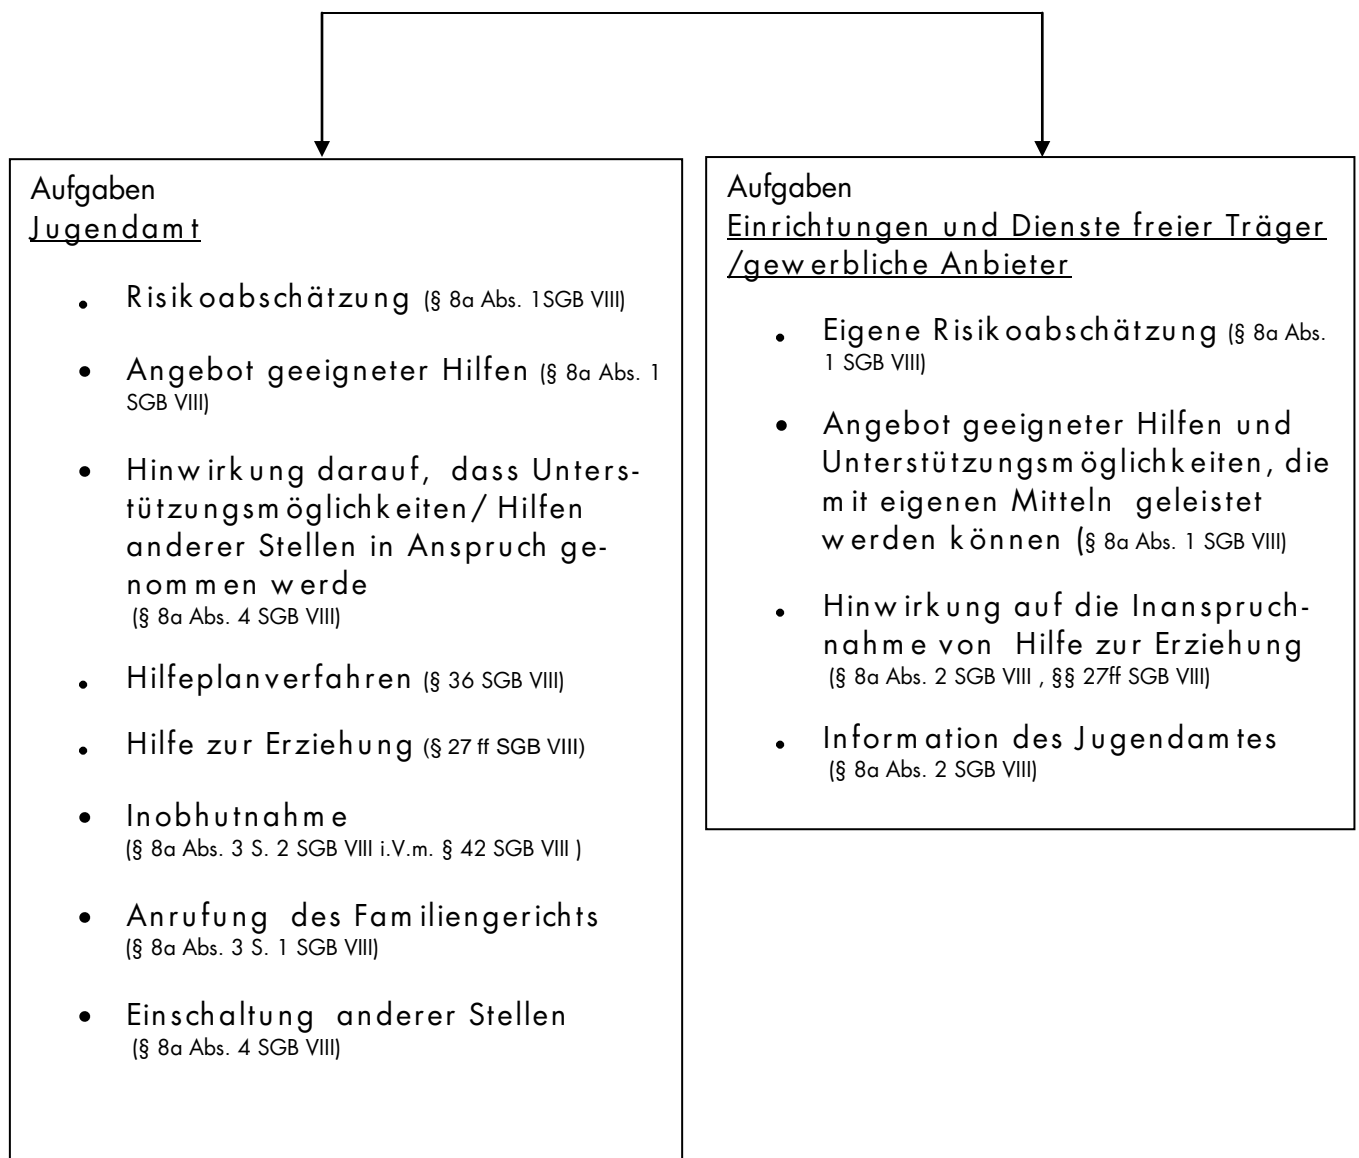 Aufgaben
Jugendamt
• Risikoabschätzung (§ 8a Abs. 1SGB VIII)
• Angebot geeigneter Hilfen (§ 8a Abs. 1
SGB VIII)
• Hinwirkung darauf, dass Unters-
tützungsmöglichkeiten/ Hilfen
anderer Stellen in Anspruch ge-
nommen werde
(§ 8a Abs. 4 SGB VIII)
• Hilfeplanverfahren (§ 36 SGB VIII)
• Hilfe zur Erziehung (§ 27 ff SGB VIII)
• Inobhutnahme
(§ 8a Abs. 3 S. 2 SGB VIII i.V.m. § 42 SGB VIII )
• Anrufung des Familiengerichts
(§ 8a Abs. 3 S. 1 SGB VIII)
• Einschaltung anderer Stellen
(§ 8a Abs. 4 SGB VIII)
Aufgaben
Einrichtungen und Dienste freier Träger
/gewerbliche Anbieter
• Eigene Risikoabschätzung (§ 8a Abs.
1 SGB VIII)
• Angebot geeigneter Hilfen und
Unterstützungsmöglichkeiten, die
mit eigenen Mitteln geleistet
werden können (§ 8a Abs. 1 SGB VIII)
• Hinwirkung auf die Inanspruch-
nahme von Hilfe zur Erziehung
(§ 8a Abs. 2 SGB VIII , §§ 27ff SGB VIII)
• Information des Jugendamtes
(§ 8a Abs. 2 SGB VIII)